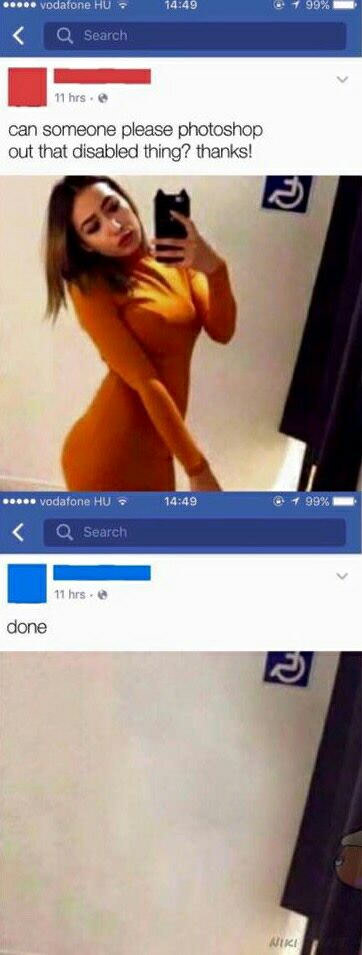 vodafone HU 14:49 99%
Search
11 hrs
can someone please photoshop
out that disabled thing? thanks!
vodafone HU 14:49 99%
Search
11 hrs
done
NIKI